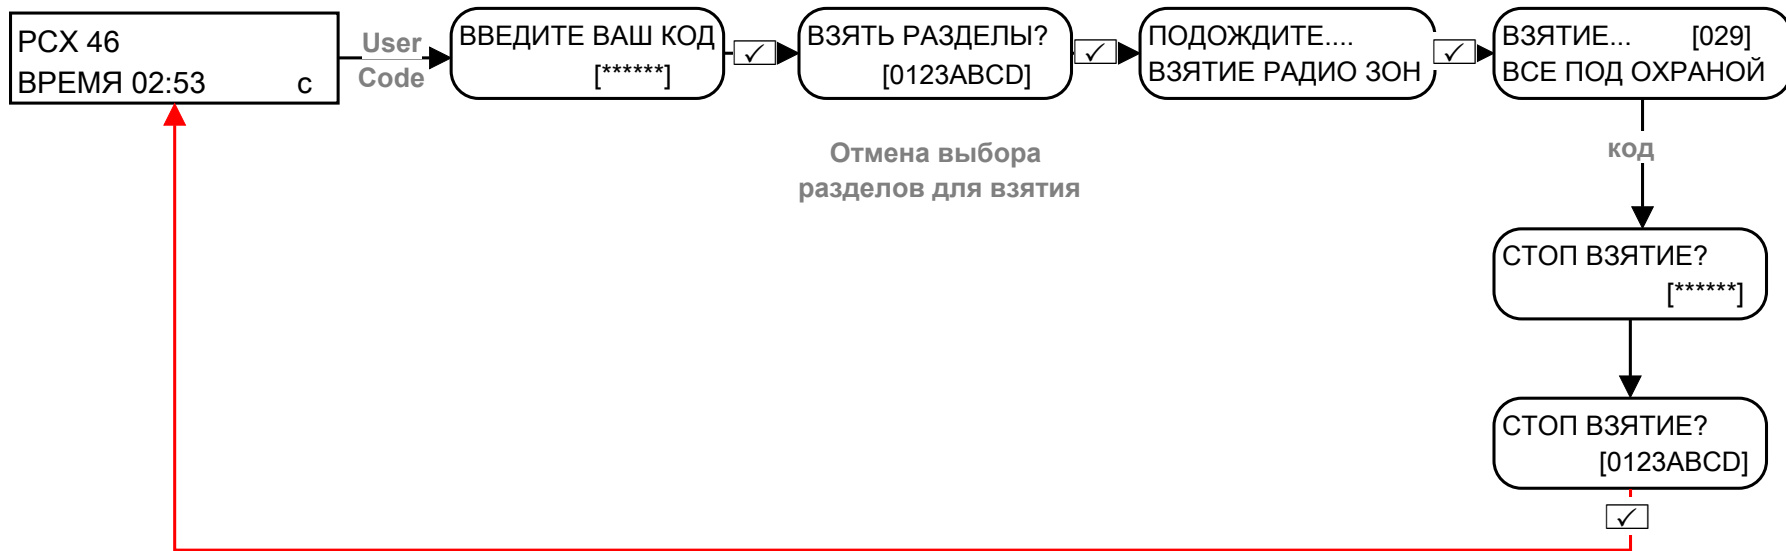 PCX 46
ВРЕМЯ 02:53 с
User
Code
ВВЕДИТЕ ВАШ КОД
[******]
✓
ВЗЯТЬ РАЗДЕЛЫ?
[0123ABCD]
✓
ПОДОЖДИТЕ....
ВЗЯТИЕ РАДИО ЗОН
✓
ВЗЯТИЕ... [029]
ВСЕ ПОД ОХРАНОЙ
Отмена выбора
разделов для взятия
код
СТОП ВЗЯТИЕ?
[******]
СТОП ВЗЯТИЕ?
[0123ABCD]
✓